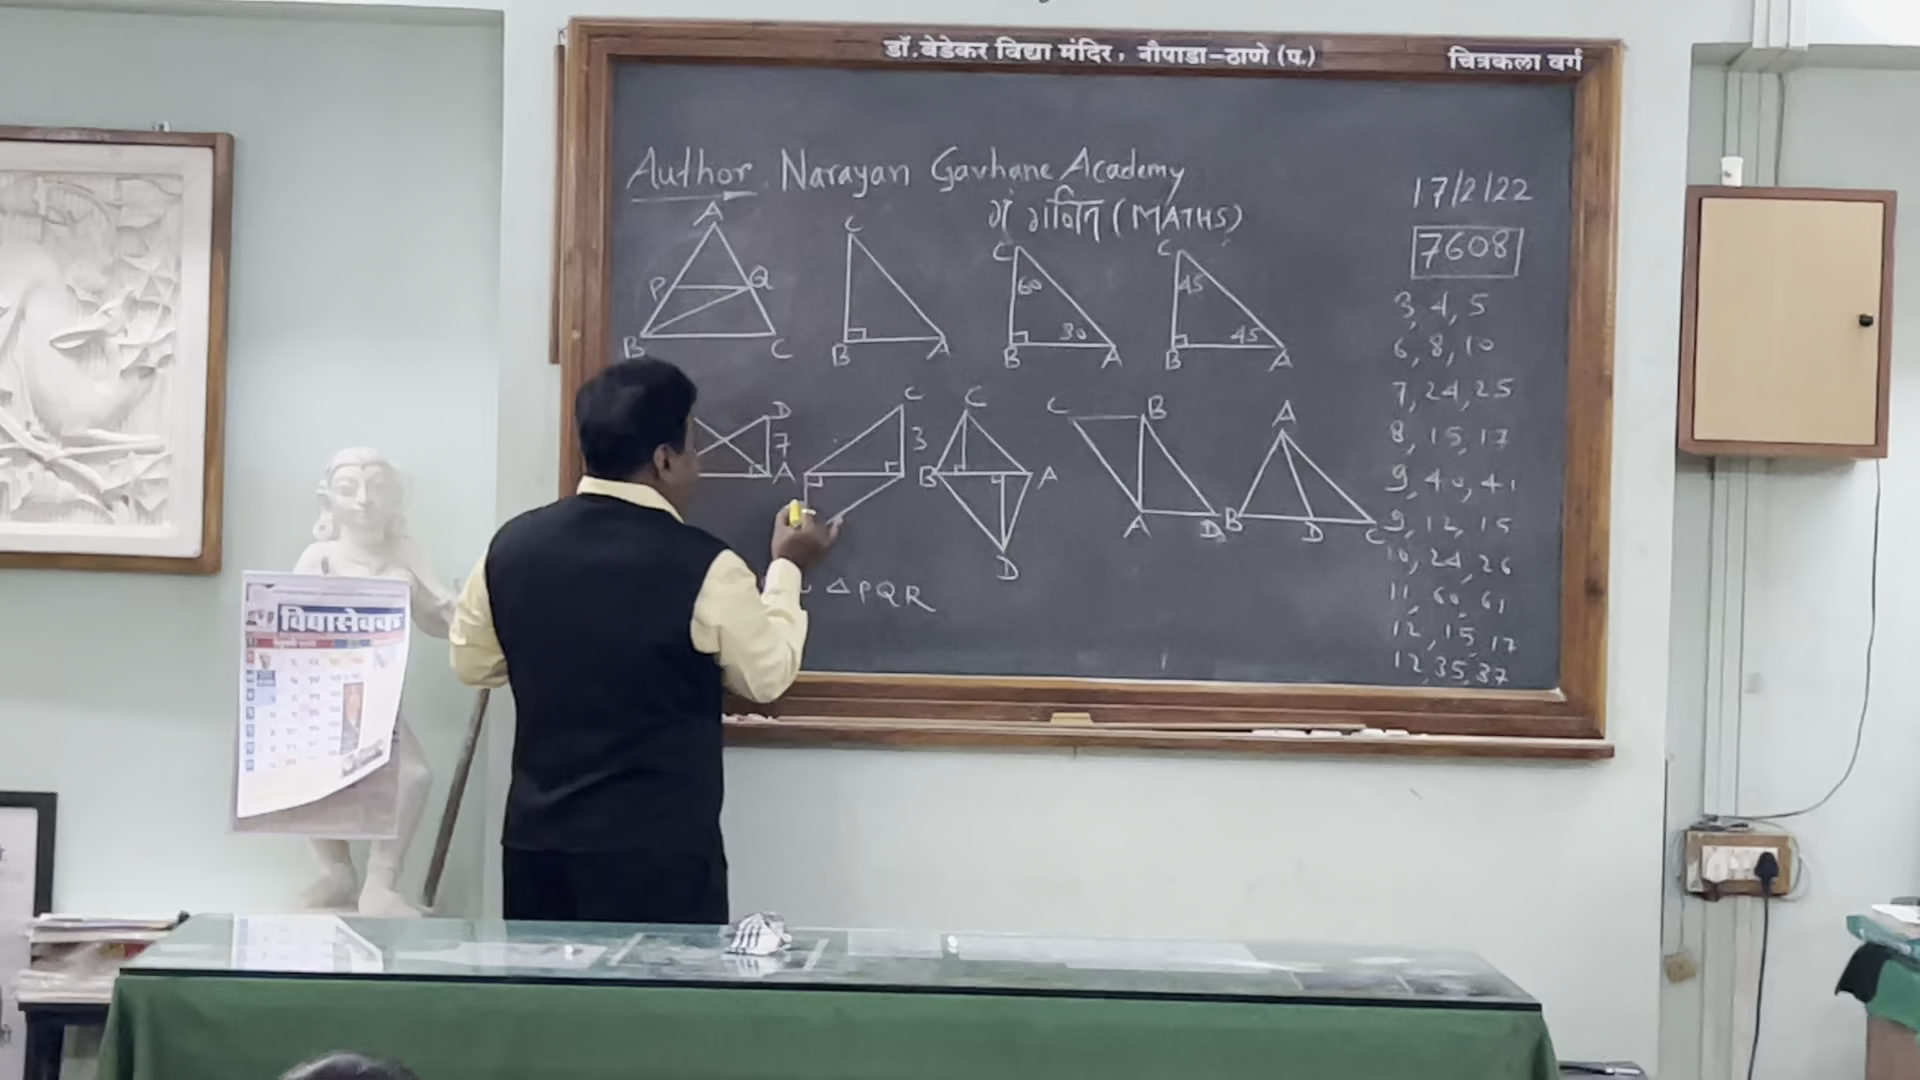 डॉ. बेडेकर विद्या मंदिर, नौपाडा-ठाणे (प.) चित्रकला वर्ग
Author. Narayan Gavhane Academy
(MATHS)
17/2/22
7608
A
P Q
B C
C
B A
C
60
30
B A
C
45
45
B A
D
7
A
C
3
C
B A
D
C B
A D
A
B D C
△PQR
3, 4, 5
6, 8, 10
7, 24, 25
8, 15, 17
9, 40, 41
9, 12, 15
10, 24, 26
11, 60, 61
12, 15, 17
12, 35, 37
विद्यासेवक